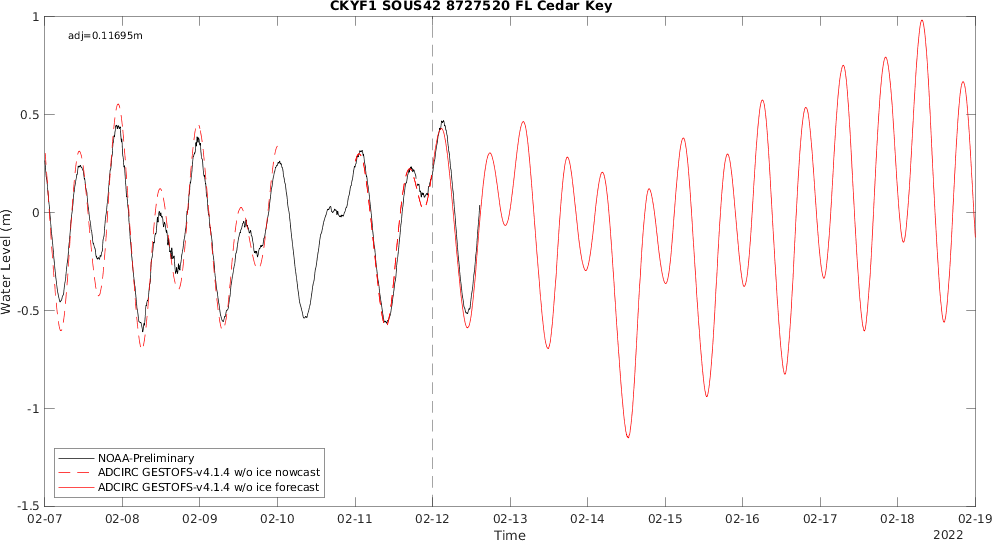 CKYF1 SOUS42 8727520 FL Cedar Key
adj=0.11695m
1
0.5
0
-0.5
-1
-1.5
Water Level (m)
NOAA-Preliminary
ADCIRC GESTOFS-v4.1.4 w/o ice nowcast
ADCIRC GESTOFS-v4.1.4 w/o ice forecast
02-07 02-08 02-09 02-10 02-11 02-12 02-13 02-14 02-15 02-16 02-17 02-18 02-19
Time
2022